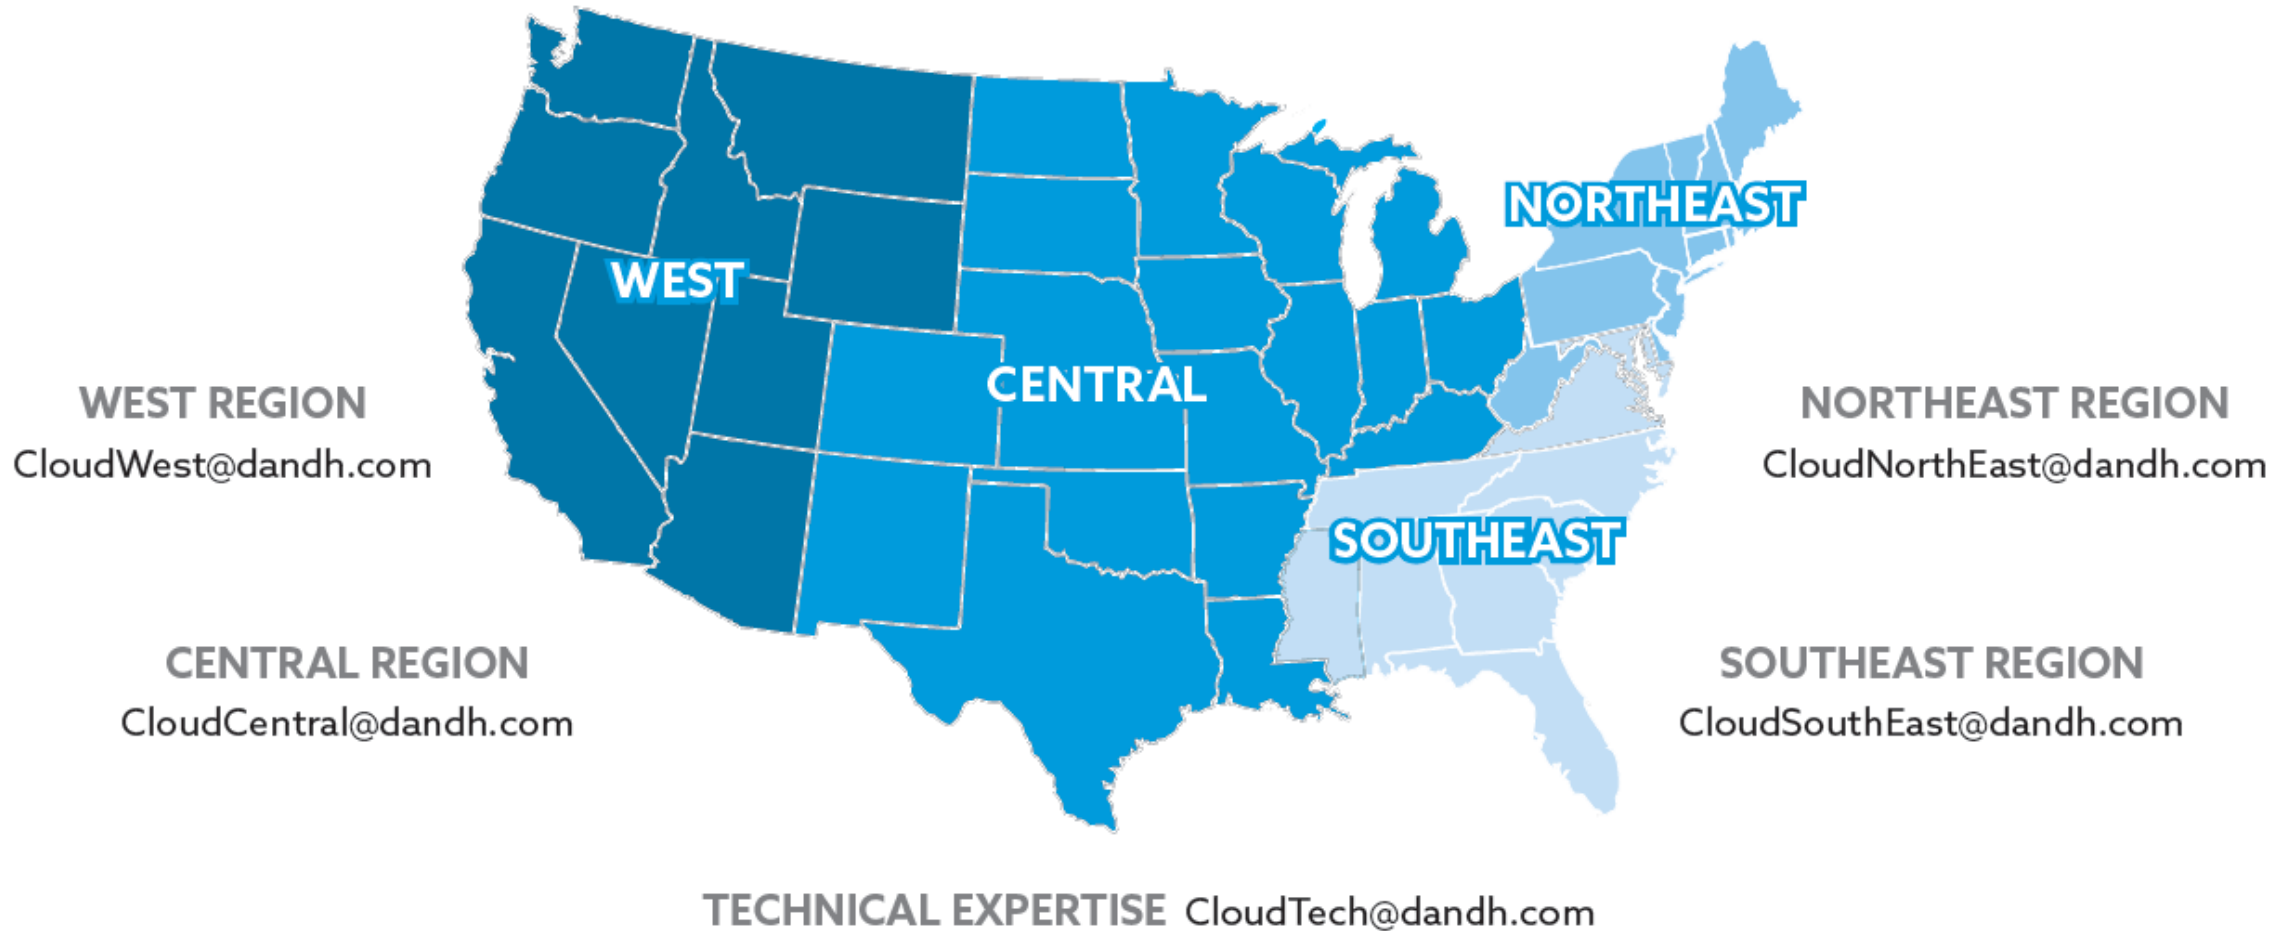 NORTHEAST
WEST
CENTRAL
SOUTHEAST
WEST REGION
CloudWest@dandh.com
NORTHEAST REGION
CloudNorthEast@dandh.com
CENTRAL REGION
CloudCentral@dandh.com
SOUTHEAST REGION
CloudSouthEast@dandh.com
TECHNICAL EXPERTISE CloudTech@dandh.com